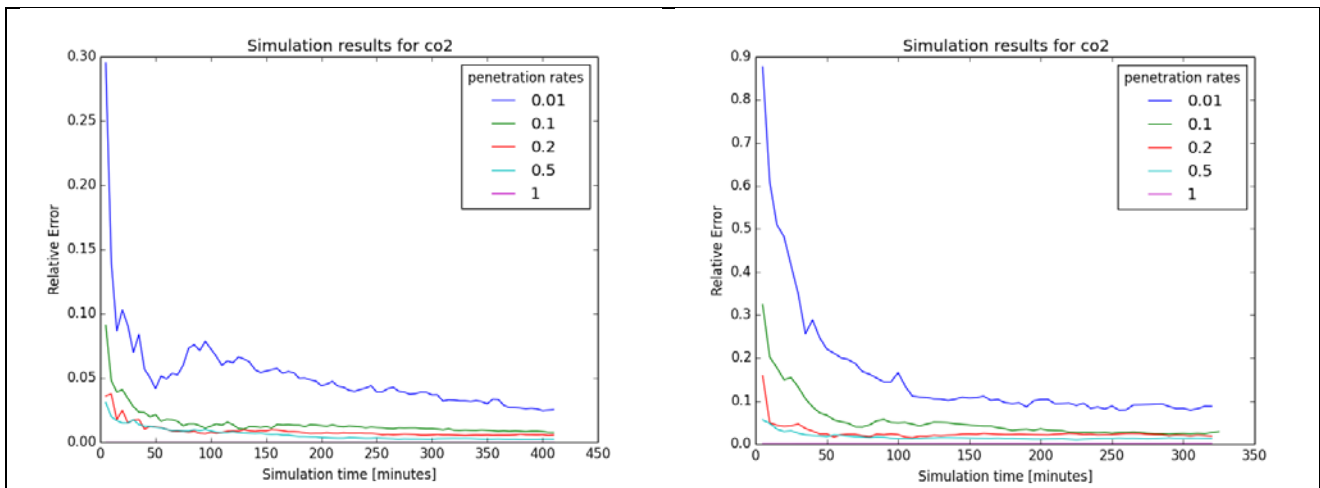 Simulation results for co2
0.30
0.25
0.20
0.15
0.10
0.05
0.00
Relative Error
penetration rates
0.01
0.1
0.2
0.5
1
0 50 100 150 200 250 300 350 400 450
Simulation time [minutes]
Simulation results for co2
0.9
0.8
0.7
0.6
0.5
0.4
0.3
0.2
0.1
0.0
Relative Error
penetration rates
0.01
0.1
0.2
0.5
1
0 50 100 150 200 250 300 350
Simulation time [minutes]